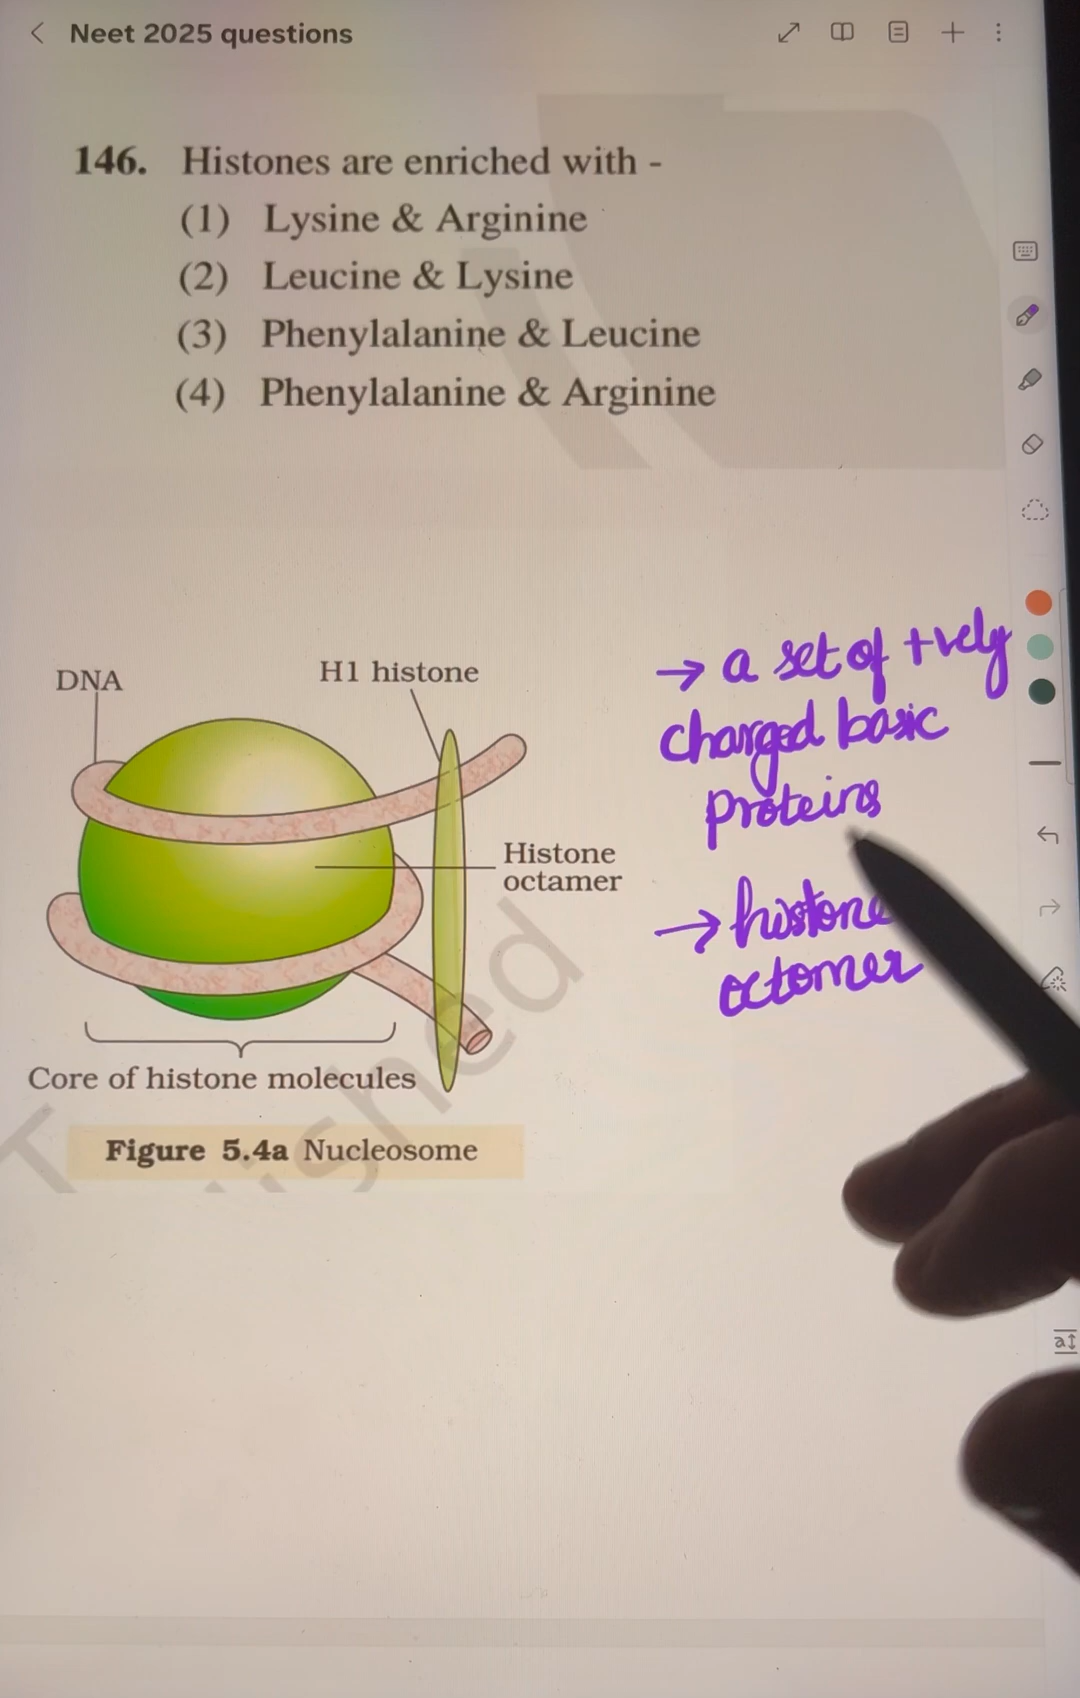 Neet 2025 questions
146. Histones are enriched with -
(1) Lysine & Arginine
(2) Leucine & Lysine
(3) Phenylalanine & Leucine
(4) Phenylalanine & Arginine
DNA
H1 histone
Histone
octamer
Core of histone molecules
Figure 5.4a Nucleosome
→ a set of +vely
charged basic
proteins
→ histone
octomer